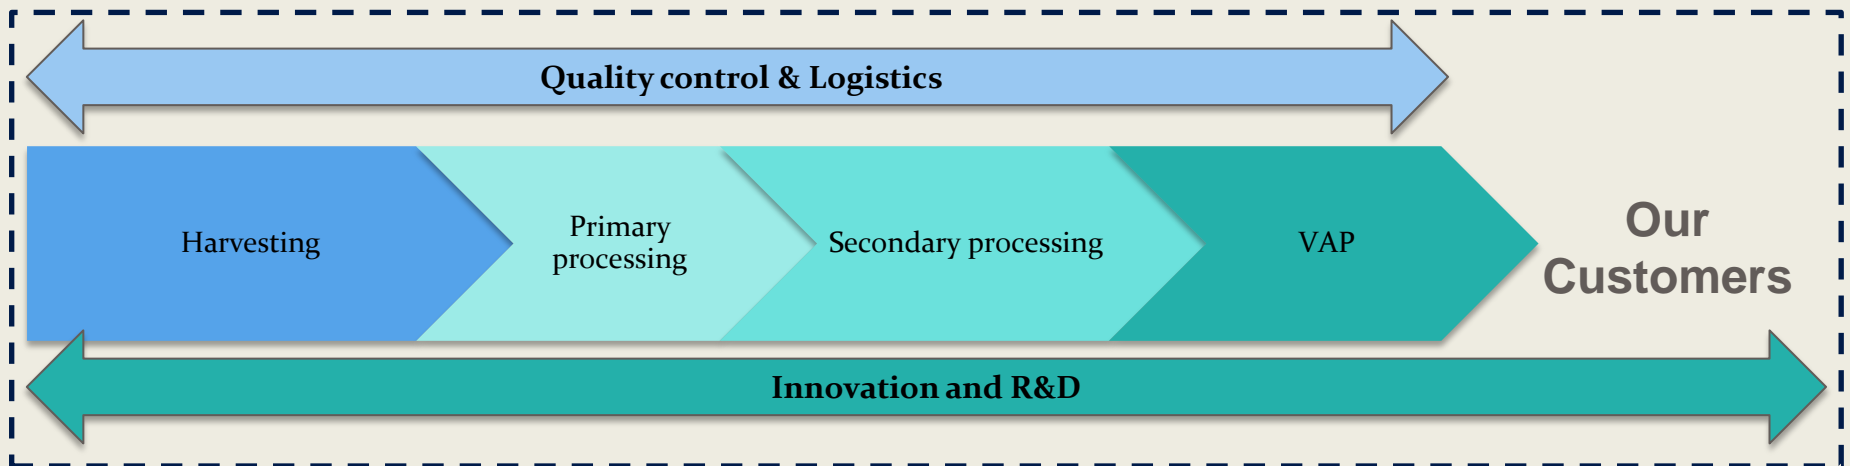 Quality control & Logistics
Harvesting
Primary
processing
Secondary processing
VAP
Our
Customers
Innovation and R&D